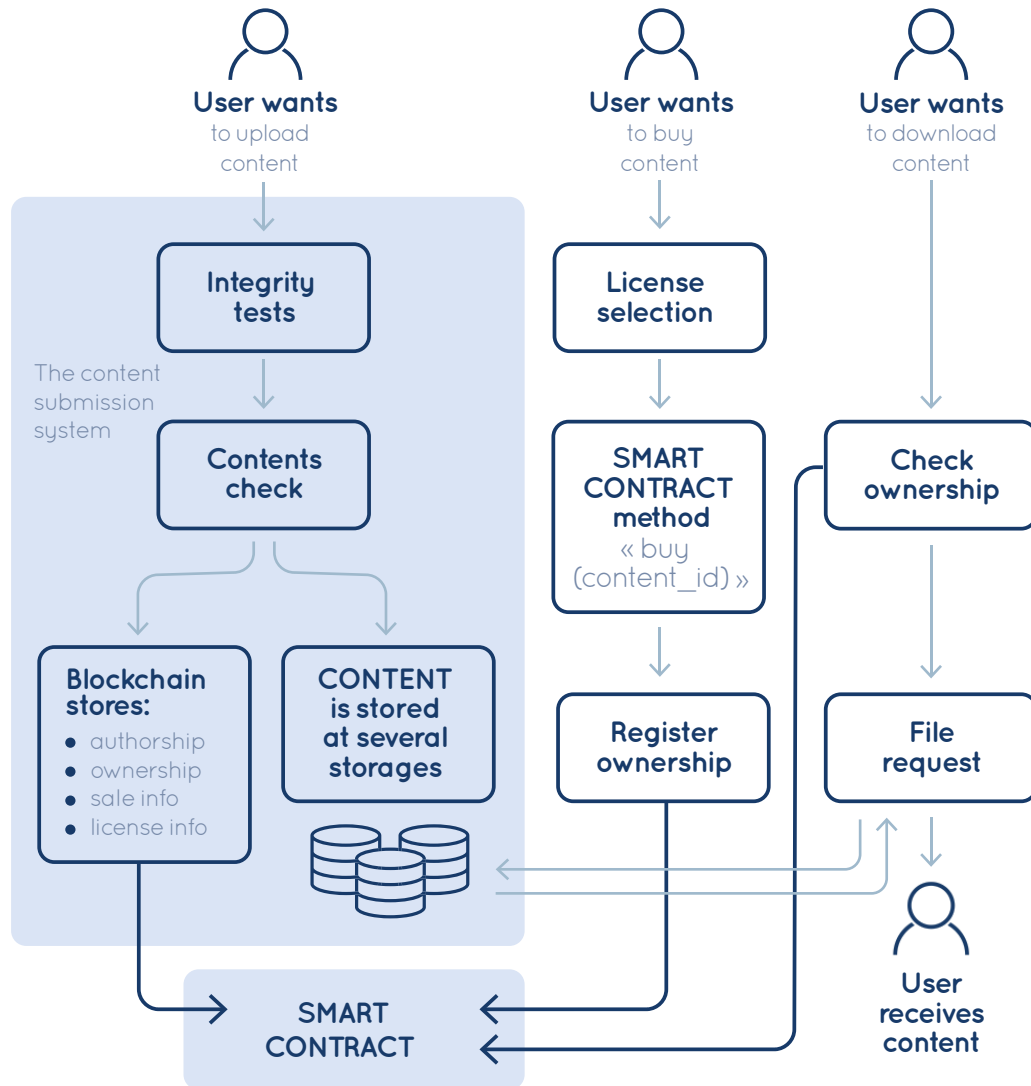 User wants
to upload
content
User wants
to buy
content
User wants
to download
content
Integrity
tests
License
selection
The content
submission
system
Contents
check
SMART
CONTRACT
method
« buy
(content_id) »
Check
ownership
Blockchain
stores:
authorship
ownership
sale info
license info
CONTENT
is stored
at several
storages
Register
ownership
File
request
User
receives
content
SMART
CONTRACT